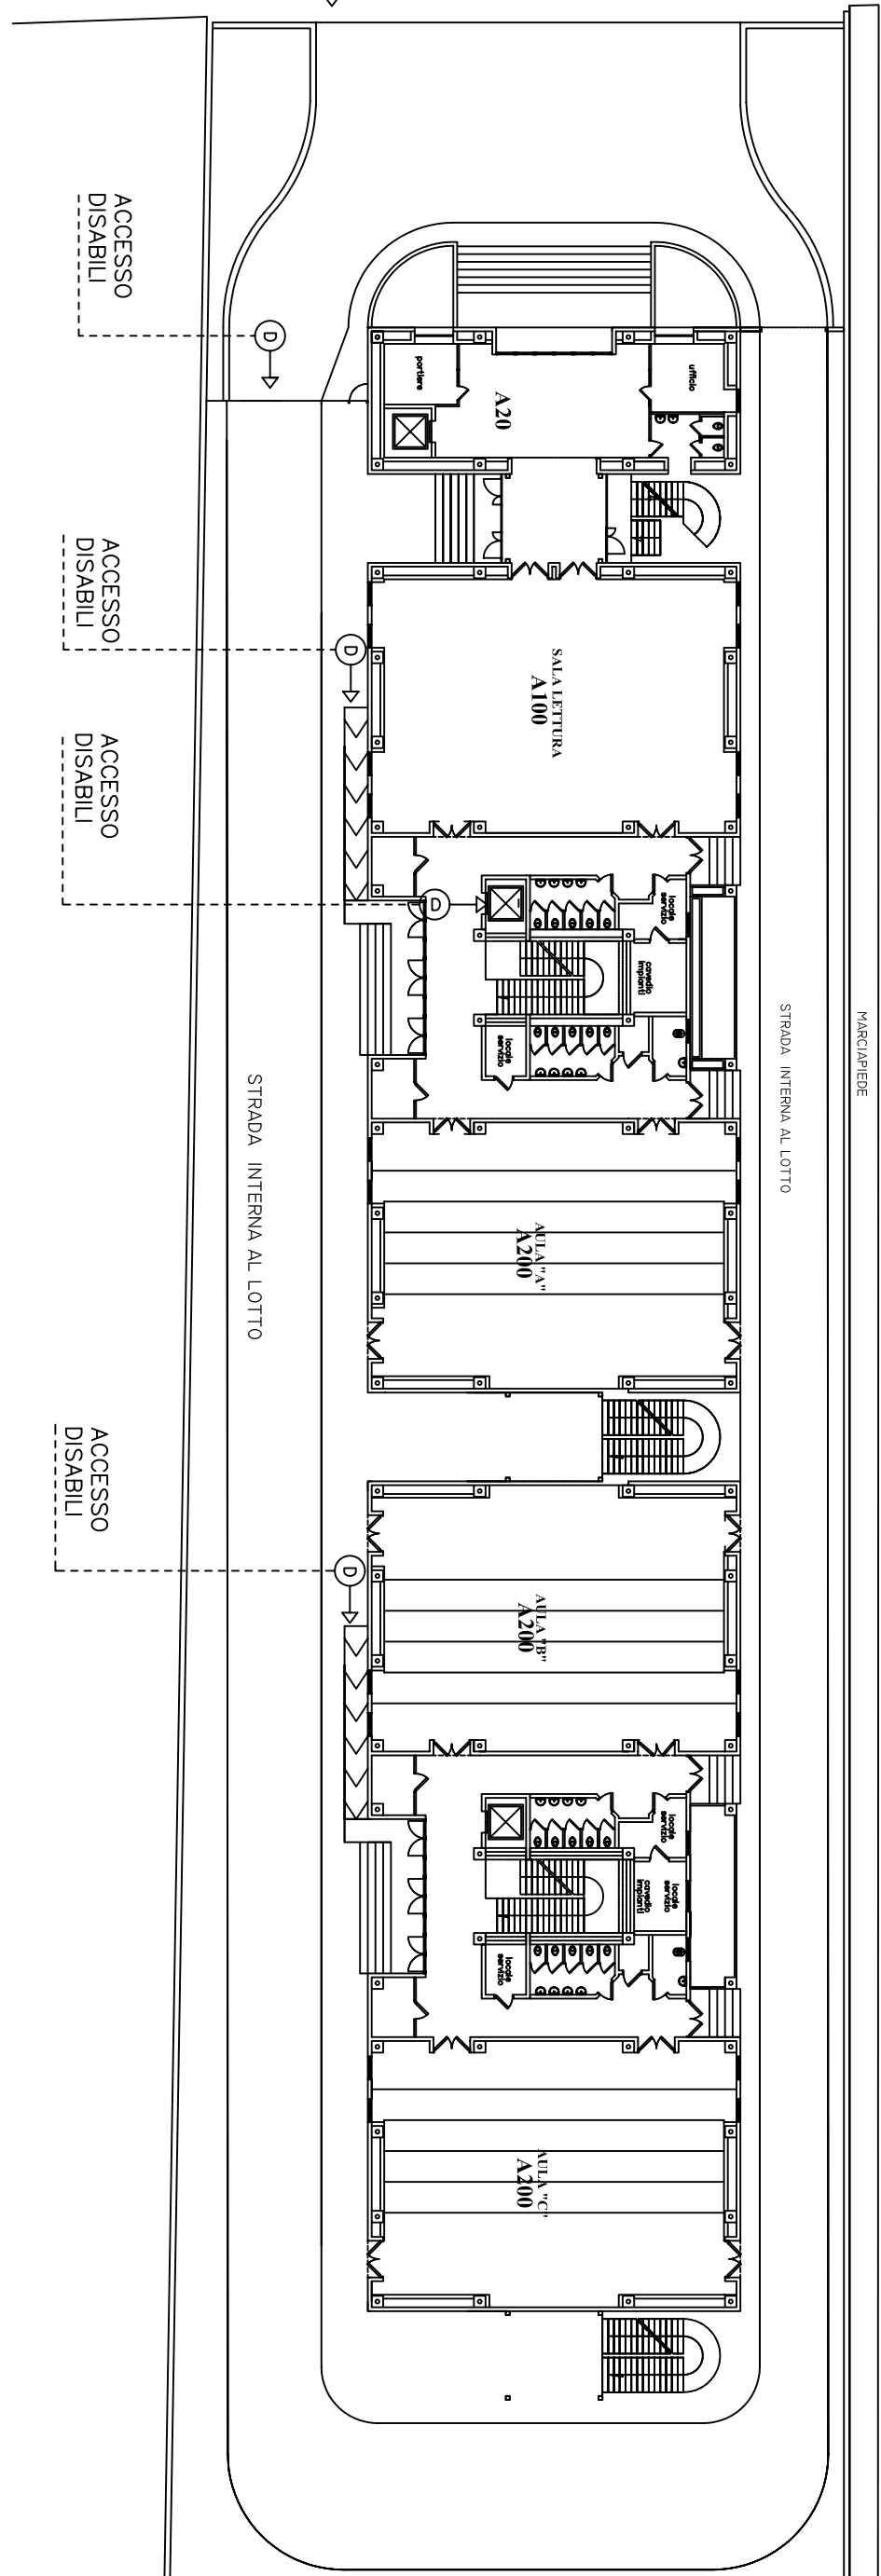 ACCESSO
DISABILI
D
portiere
A20
ufficio
ACCESSO
DISABILI
D
SALA LETTURA
A100
ACCESSO
DISABILI
D
locale
servizio
cavedio
impianti
locale
servizio
MARCIAPIEDE
STRADA INTERNA AL LOTTO
STRADA INTERNA AL LOTTO
AULA "A"
A200
ACCESSO
DISABILI
D
AULA "B"
A200
locale
servizio
locale
servizio
cavedio
impianti
locale
servizio
AULA "C"
A200